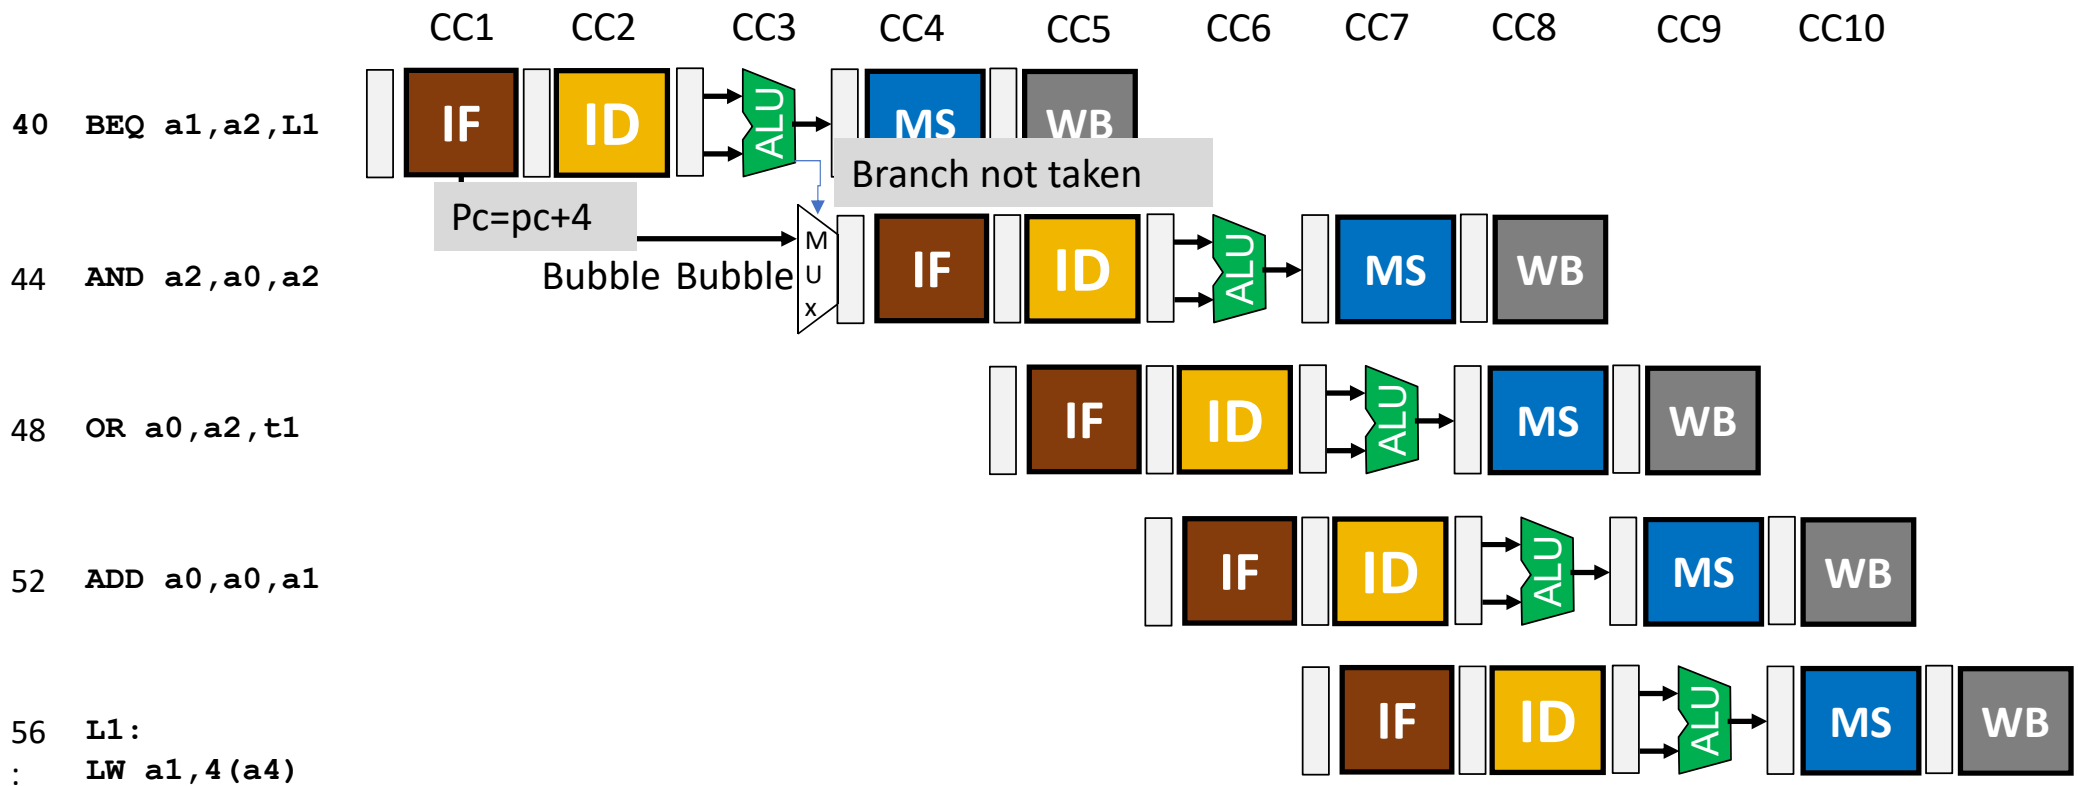 CC1 CC2 CC3 CC4 CC5 CC6 CC7 CC8 CC9 CC10
40 BEQ a1,a2,L1 IF ID ALU MS WB
Pc=pc+4 Branch not taken
44 AND a2,a0,a2 Bubble Bubble MUx IF ID ALU MS WB
48 OR a0,a2,t1 IF ID ALU MS WB
52 ADD a0,a0,a1 IF ID ALU MS WB
56 L1: IF ID ALU MS WB
: LW a1,4(a4)